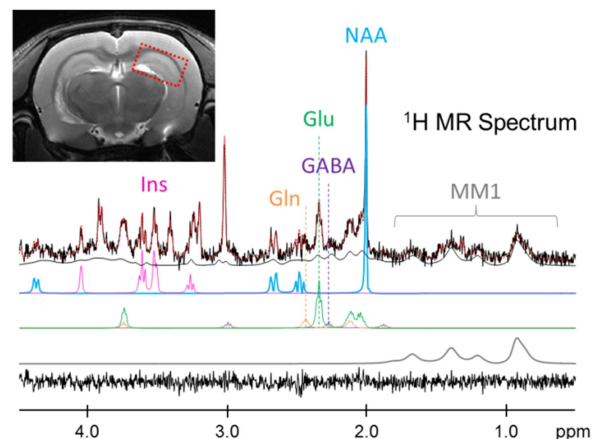 NAA
Glu
¹H MR Spectrum
GABA
Ins
Gln
MM1
4.0 3.0 2.0 1.0 ppm